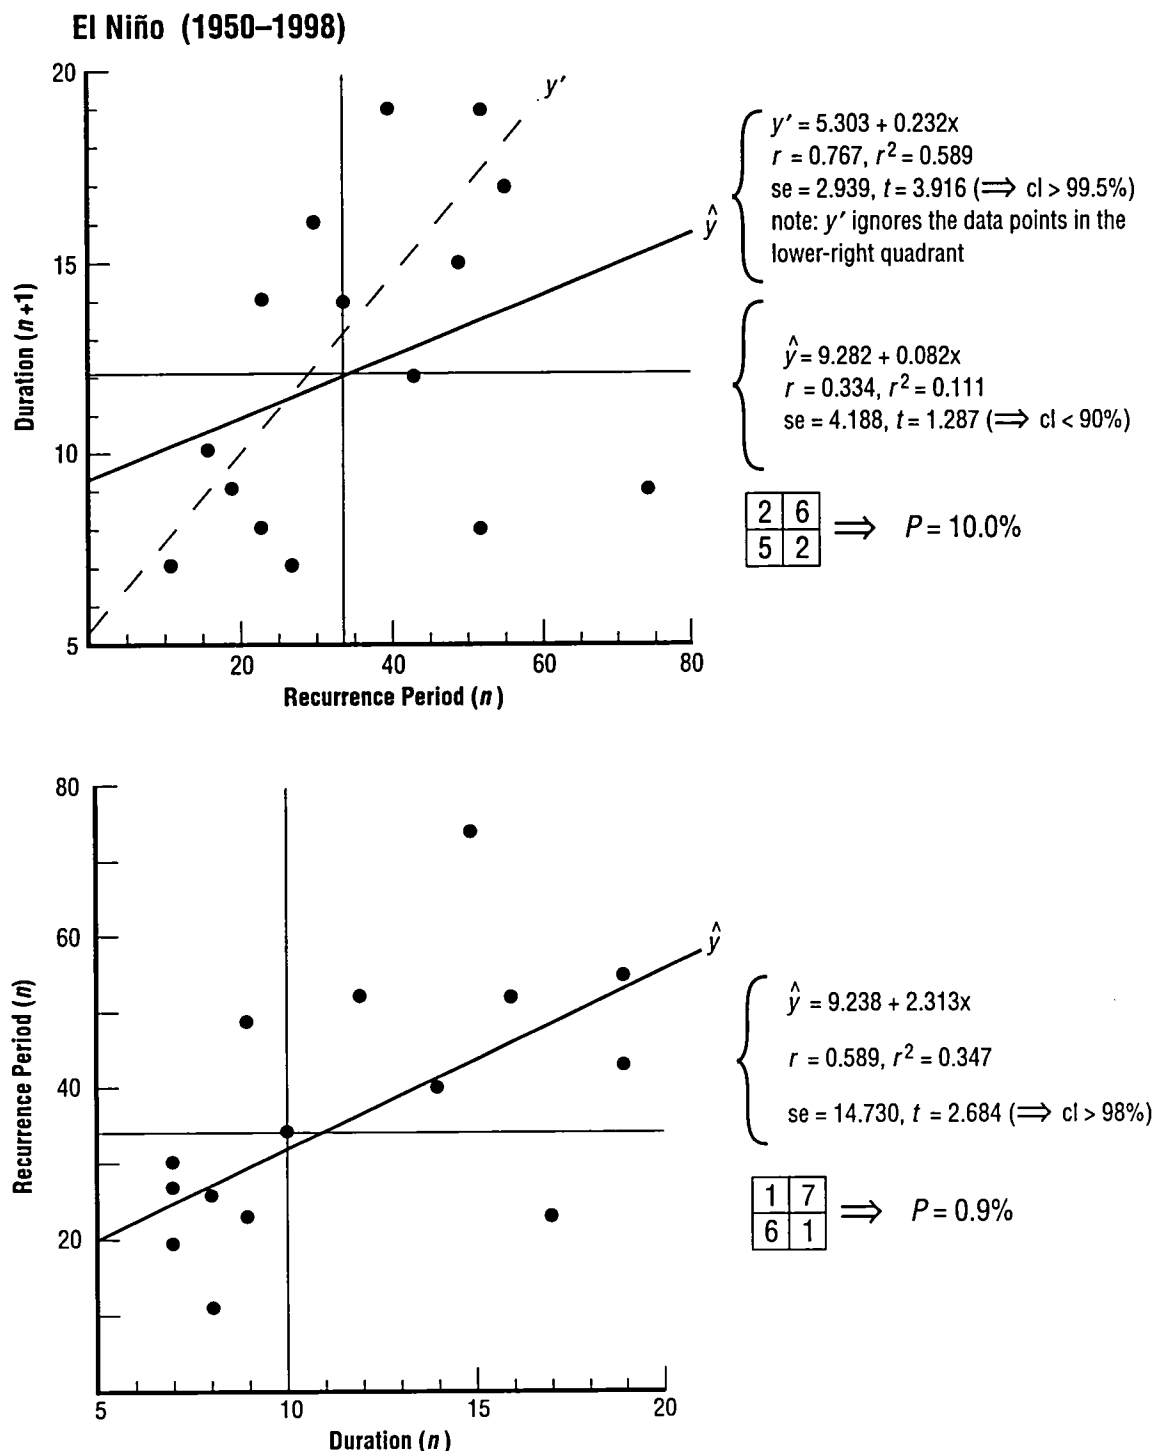 El Niño (1950–1998)
20
15
10
5
Duration (n+1)
20
40
60
80
Recurrence Period (n)
y′
ŷ
y′ = 5.303 + 0.232x
r = 0.767, r² = 0.589
se = 2.939, t = 3.916 (⟹ cl > 99.5%)
note: y′ ignores the data points in the
lower-right quadrant
ŷ = 9.282 + 0.082x
r = 0.334, r² = 0.111
se = 4.188, t = 1.287 (⟹ cl < 90%)
2 6
5 2
⟹ P = 10.0%
80
60
40
20
Recurrence Period (n)
5
10
15
20
Duration (n)
ŷ
ŷ = 9.238 + 2.313x
r = 0.589, r² = 0.347
se = 14.730, t = 2.684 (⟹ cl > 98%)
1 7
6 1
⟹ P = 0.9%